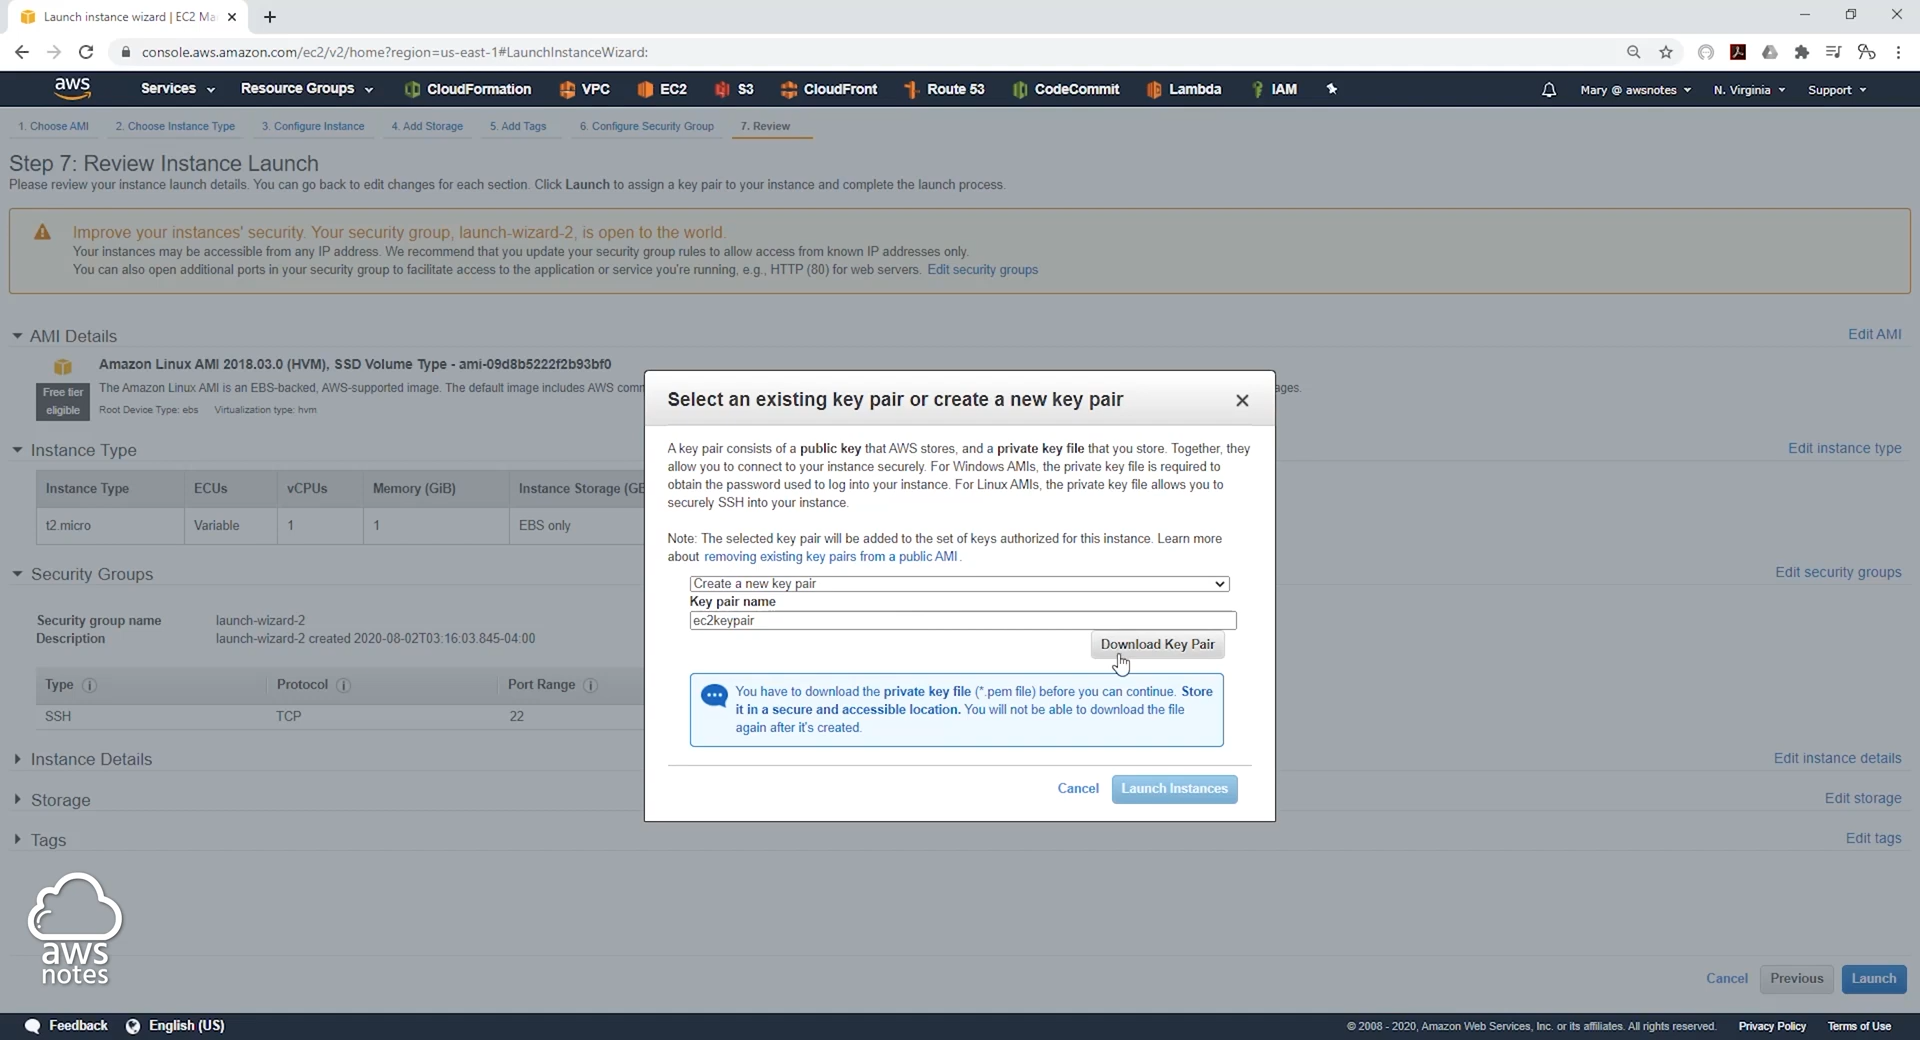 Launch instance wizard | EC2 Ma
console.aws.amazon.com/ec2/v2/home?region=us-east-1#LaunchInstanceWizard:
aws Services Resource Groups CloudFormation VPC EC2 S3 CloudFront Route 53 CodeCommit Lambda IAM Mary @ awsnotes N. Virginia Support
1. Choose AMI 2. Choose Instance Type 3. Configure Instance 4. Add Storage 5. Add Tags 6. Configure Security Group 7. Review
Step 7: Review Instance Launch
Please review your instance launch details. You can go back to edit changes for each section. Click Launch to assign a key pair to your instance and complete the launch process.
Improve your instances' security. Your security group, launch-wizard-2, is open to the world.
Your instances may be accessible from any IP address. We recommend that you update your security group rules to allow access from known IP addresses only.
You can also open additional ports in your security group to facilitate access to the application or service you're running, e.g., HTTP (80) for web servers. Edit security groups
AMI Details Edit AMI
Amazon Linux AMI 2018.03.0 (HVM), SSD Volume Type - ami-09d8b5222f2b93bf0
Free tier eligible
The Amazon Linux AMI is an EBS-backed, AWS-supported image. The default image includes AWS comm
ages.
Root Device Type: ebs Virtualization type: hvm
Instance Type Edit instance type
Instance Type ECUs vCPUs Memory (GiB) Instance Storage (GE
t2.micro Variable 1 1 EBS only
Security Groups Edit security groups
Security group name launch-wizard-2
Description launch-wizard-2 created 2020-08-02T03:16:03.845-04:00
Type Protocol Port Range
SSH TCP 22
Instance Details Edit instance details
Storage Edit storage
Tags Edit tags
Select an existing key pair or create a new key pair
A key pair consists of a public key that AWS stores, and a private key file that you store. Together, they
allow you to connect to your instance securely. For Windows AMIs, the private key file is required to
obtain the password used to log into your instance. For Linux AMIs, the private key file allows you to
securely SSH into your instance.
Note: The selected key pair will be added to the set of keys authorized for this instance. Learn more
about removing existing key pairs from a public AMI.
Create a new key pair
Key pair name
ec2keypair
Download Key Pair
You have to download the private key file (*.pem file) before you can continue. Store
it in a secure and accessible location. You will not be able to download the file
again after it's created.
Cancel Launch Instances
aws
notes
Cancel Previous Launch
Feedback English (US) © 2008 - 2020, Amazon Web Services, Inc. or its affiliates. All rights reserved. Privacy Policy Terms of Use